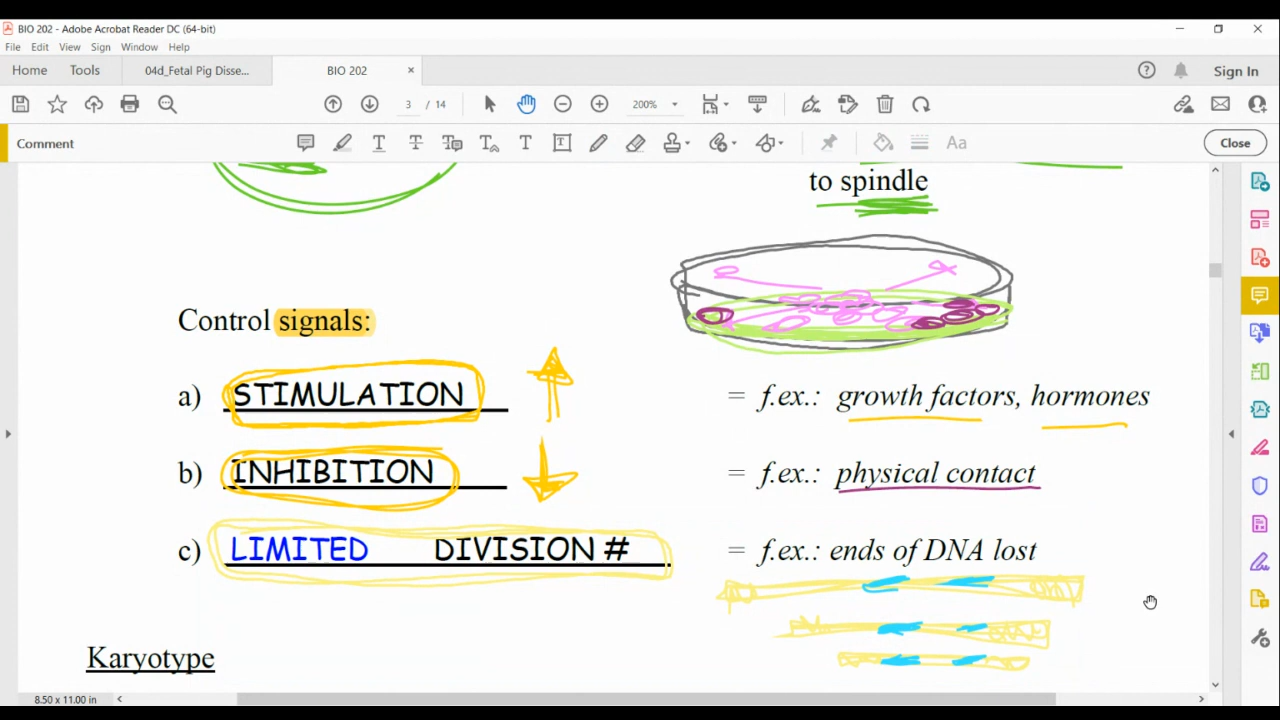 BIO 202 - Adobe Acrobat Reader DC (64-bit)
File Edit View Sign Window Help
Home Tools 04d_Fetal Pig Disse... BIO 202 × Sign In
3 / 14 200%
Comment Close
to spindle
Control signals:
a) STIMULATION = f.ex.: growth factors, hormones
b) INHIBITION = f.ex.: physical contact
c) LIMITED DIVISION # = f.ex.: ends of DNA lost
Karyotype
8.50 x 11.00 in